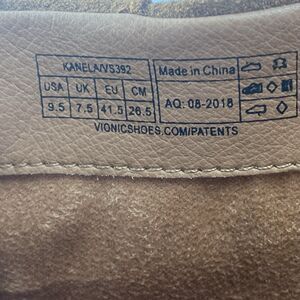 KANELA/VS392
USA UK EU CM
9.5 7.5 41.5 26.5
Made in China
AQ: 08-2018
VIONICSHOES.COM/PATENTS